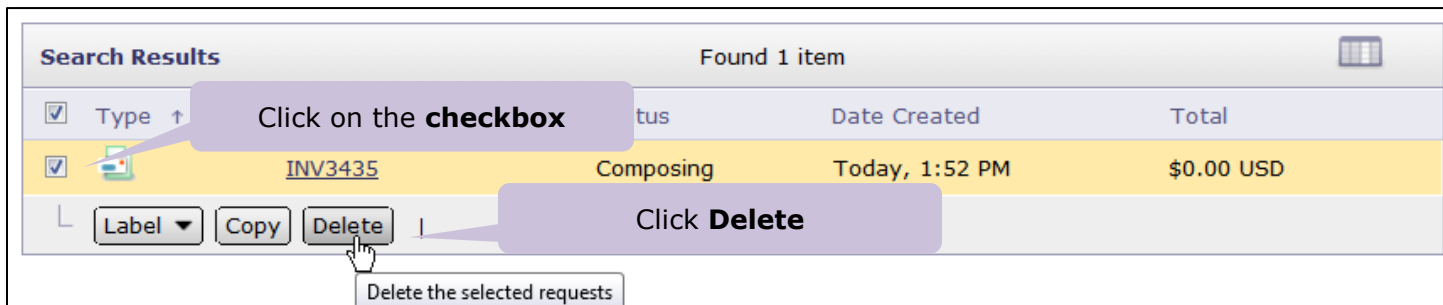 Search Results Found 1 item
Type ↑ Click on the checkbox tus Date Created Total
INV3435 Composing Today, 1:52 PM $0.00 USD
Label ▼ Copy Delete | Click Delete
Delete the selected requests